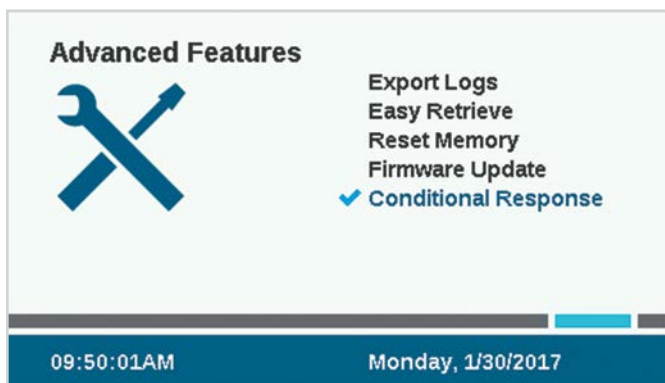 Advanced Features
Export Logs
Easy Retrieve
Reset Memory
Firmware Update
Conditional Response
09:50:01AM
Monday, 1/30/2017